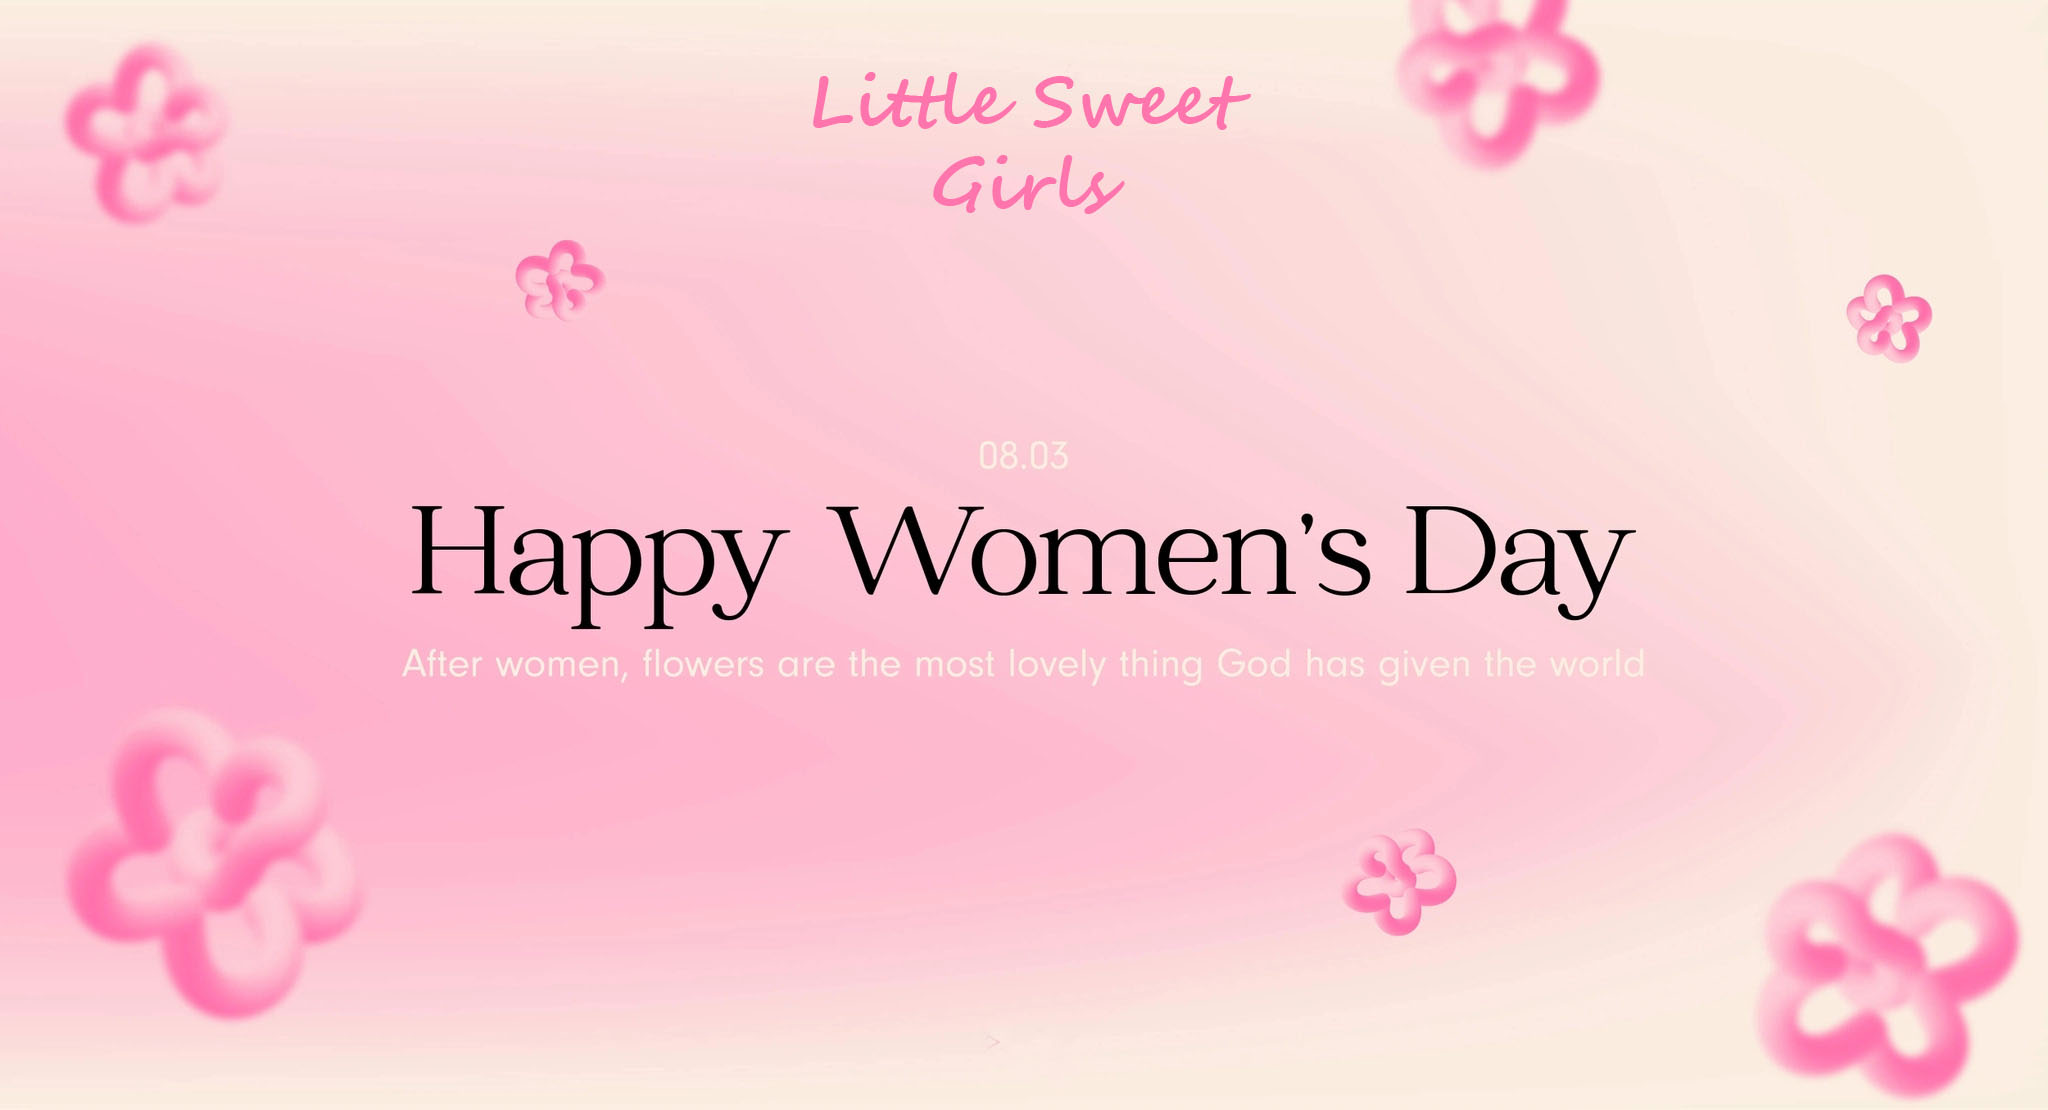 Little Sweet
Girls
08.03
Happy Women’s Day
After women, flowers are the most lovely thing God has given the world
>